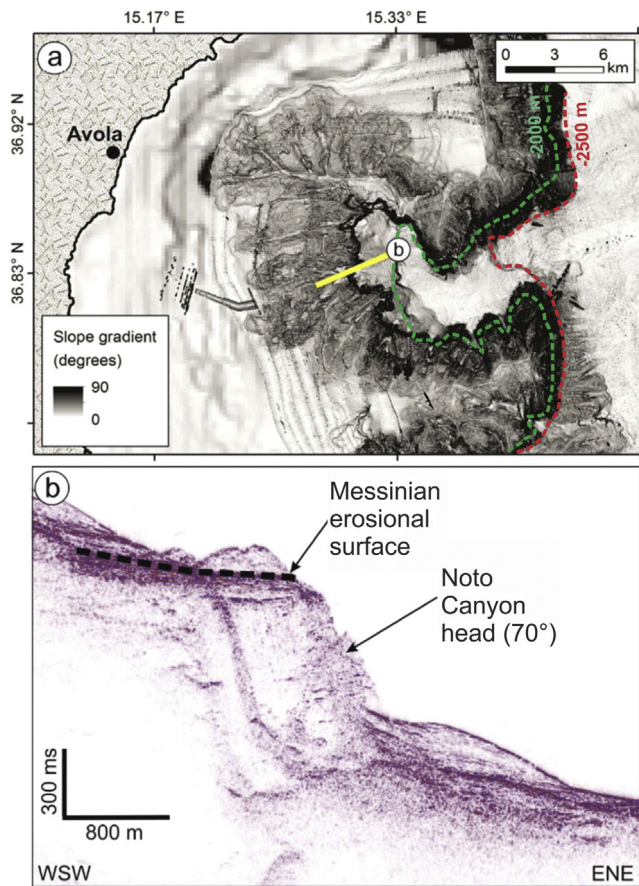 15.17° E
15.33° E
a
0 3 6
km
36.92° N
Avola
-2000 m
-2500 m
36.83° N
b
Slope gradient
(degrees)
90
0
b
Messinian
erosional
surface
Noto
Canyon
head (70°)
300 ms
800 m
WSW
ENE